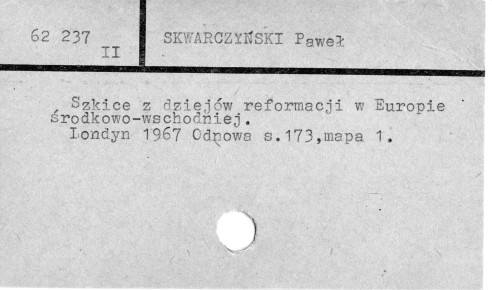 62 237
II
SKWARCZYŃSKI Paweł
Szkice z dziejów reformacji w Europie
środkowo-wschodniej.
Londyn 1967 Odnowa s.173,mapa 1.